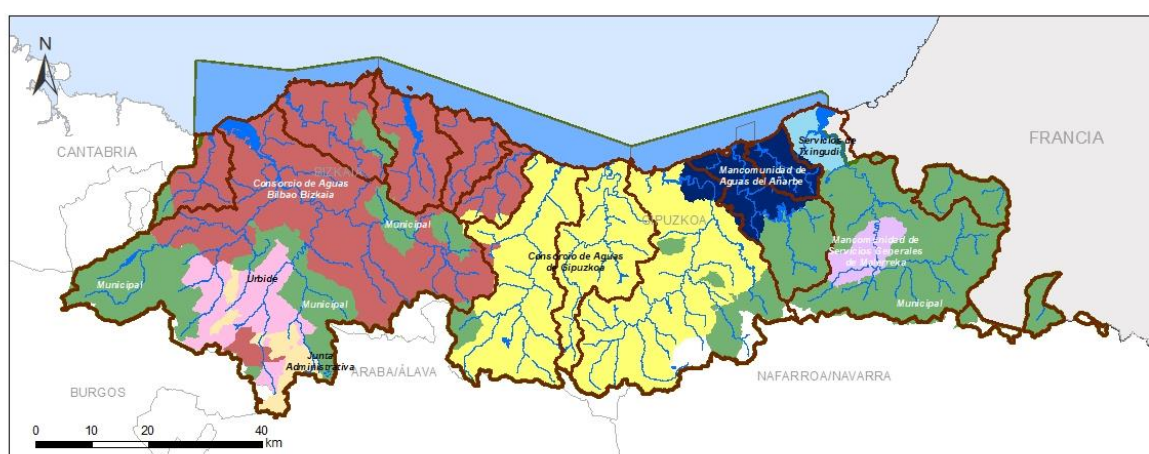 N
CANTABRIA
FRANCIA
Servicios de
Txingudi
Mancomunidad de
Aguas del Añarbe
BIZKAIA
Consorcio de Aguas
Bilbao Bizkaia
Municipal
GIPUZKOA
Consorcio de Aguas
de Gipuzkoa
Mancomunidad de
Servicios Generales
de Malerreka
Urbide
Municipal
Municipal
Municipal
Junta
Administrativa
ARABA/ÁLAVA
BURGOS
NAFARROA/NAVARRA
0 10 20 30 40
km